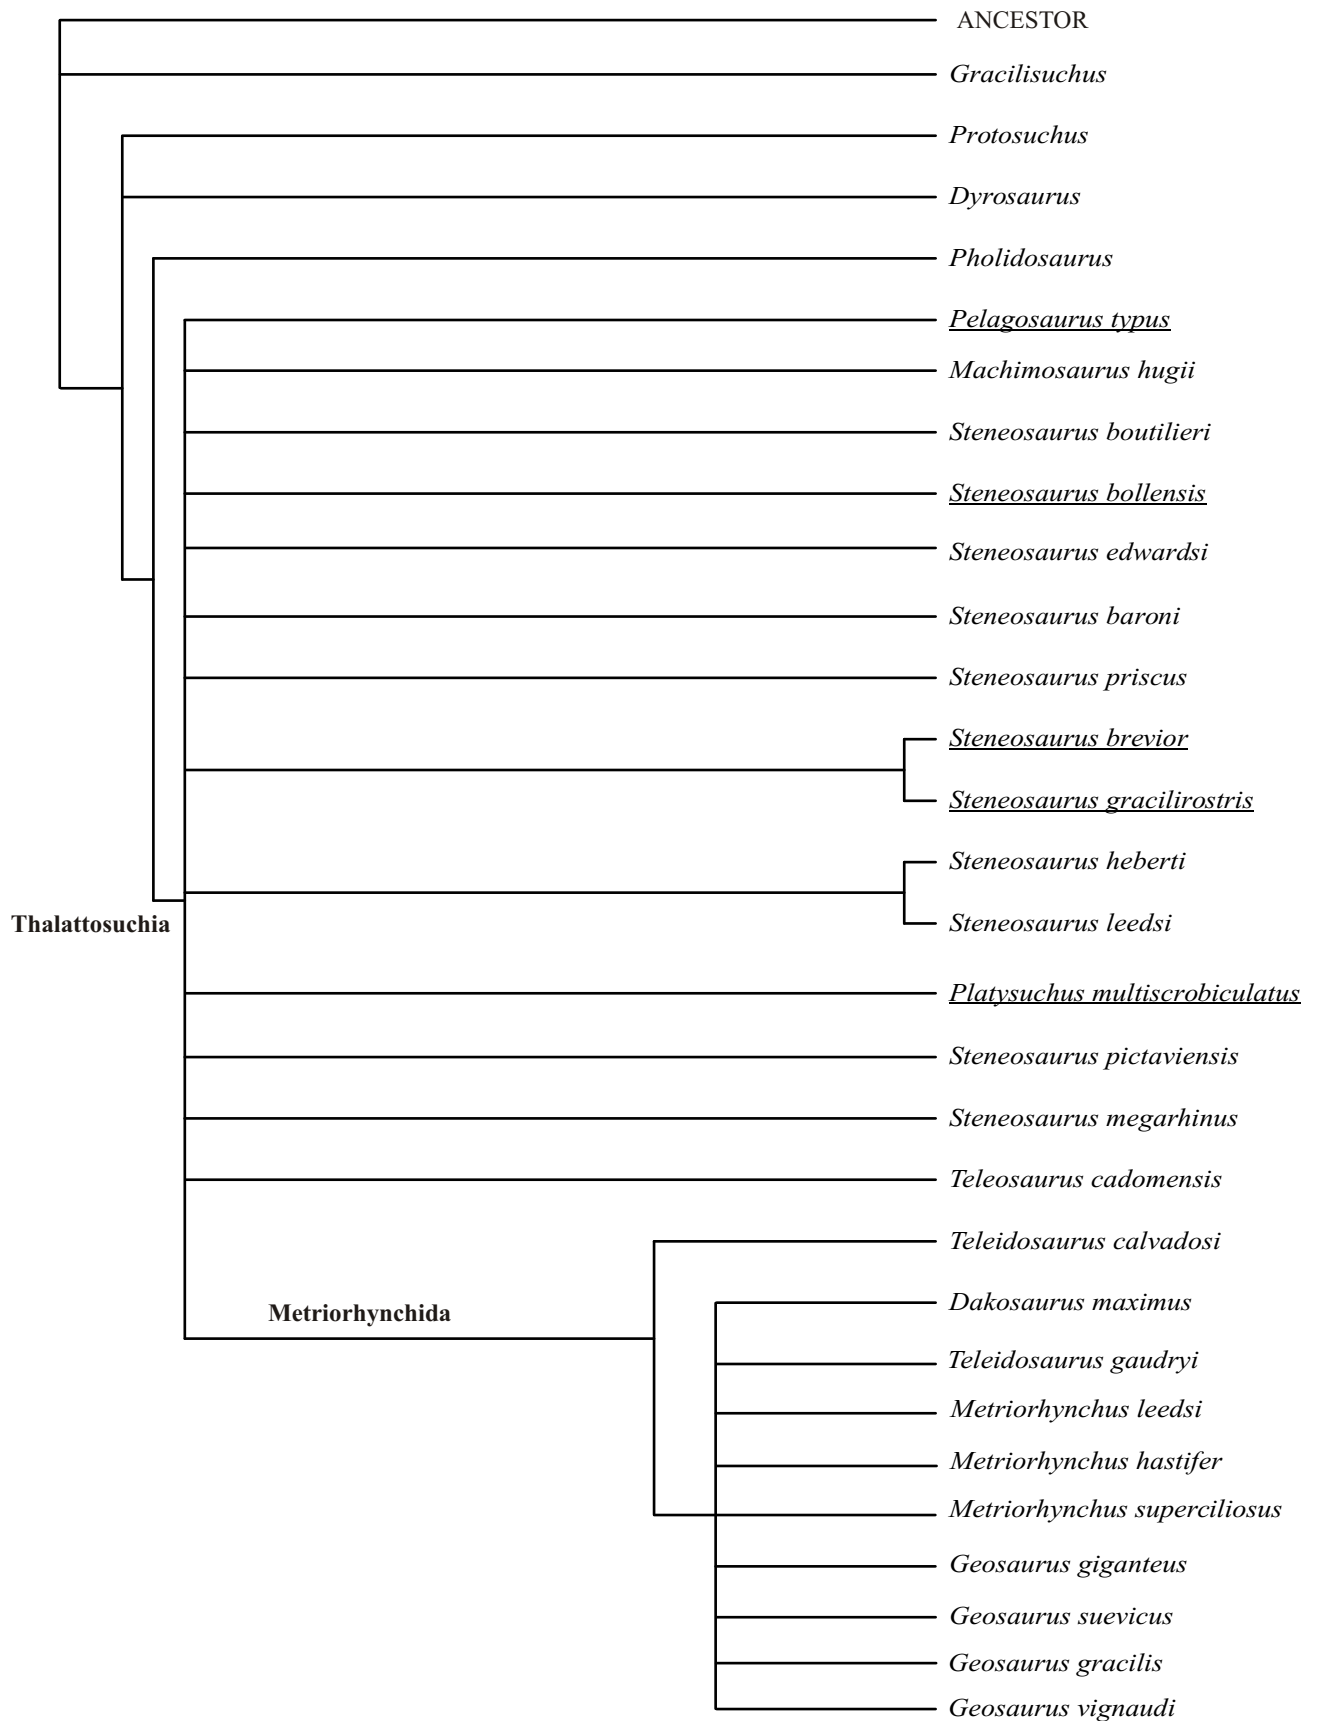 ANCESTOR
Gracilisuchus
Protosuchus
Dyrosaurus
Pholidosaurus
Pelagosaurus typus
Machimosaurus hugii
Steneosaurus boutilieri
Steneosaurus bollensis
Steneosaurus edwardsi
Steneosaurus baroni
Steneosaurus priscus
Steneosaurus brevior
Steneosaurus gracilirostris
Steneosaurus heberti
Steneosaurus leedsi
Thalattosuchia
Platysuchus multiscrobiculatus
Steneosaurus pictaviensis
Steneosaurus megarhinus
Teleosaurus cadomensis
Teleidosaurus calvadosi
Dakosaurus maximus
Metriorhynchida
Teleidosaurus gaudryi
Metriorhynchus leedsi
Metriorhynchus hastifer
Metriorhynchus superciliosus
Geosaurus giganteus
Geosaurus suevicus
Geosaurus gracilis
Geosaurus vignaudi